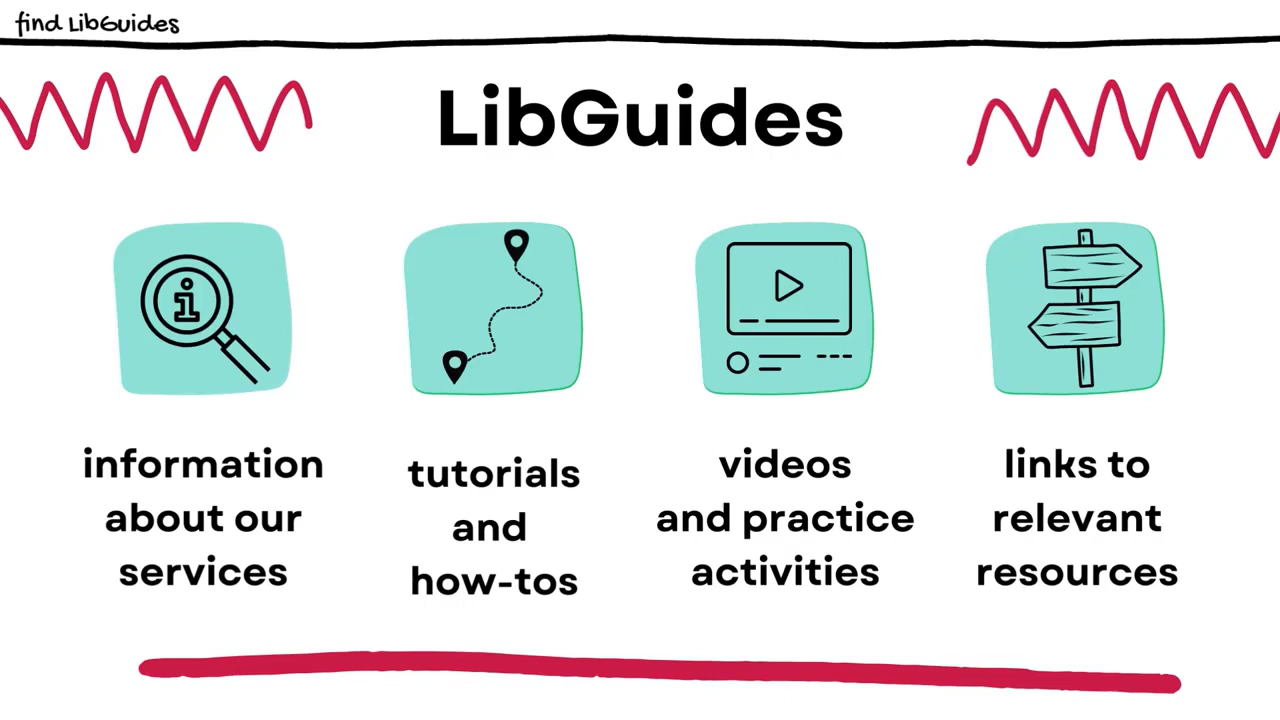 find LibGuides
LibGuides
i
information
about our
services
tutorials
and
how-tos
videos
and practice
activities
links to
relevant
resources